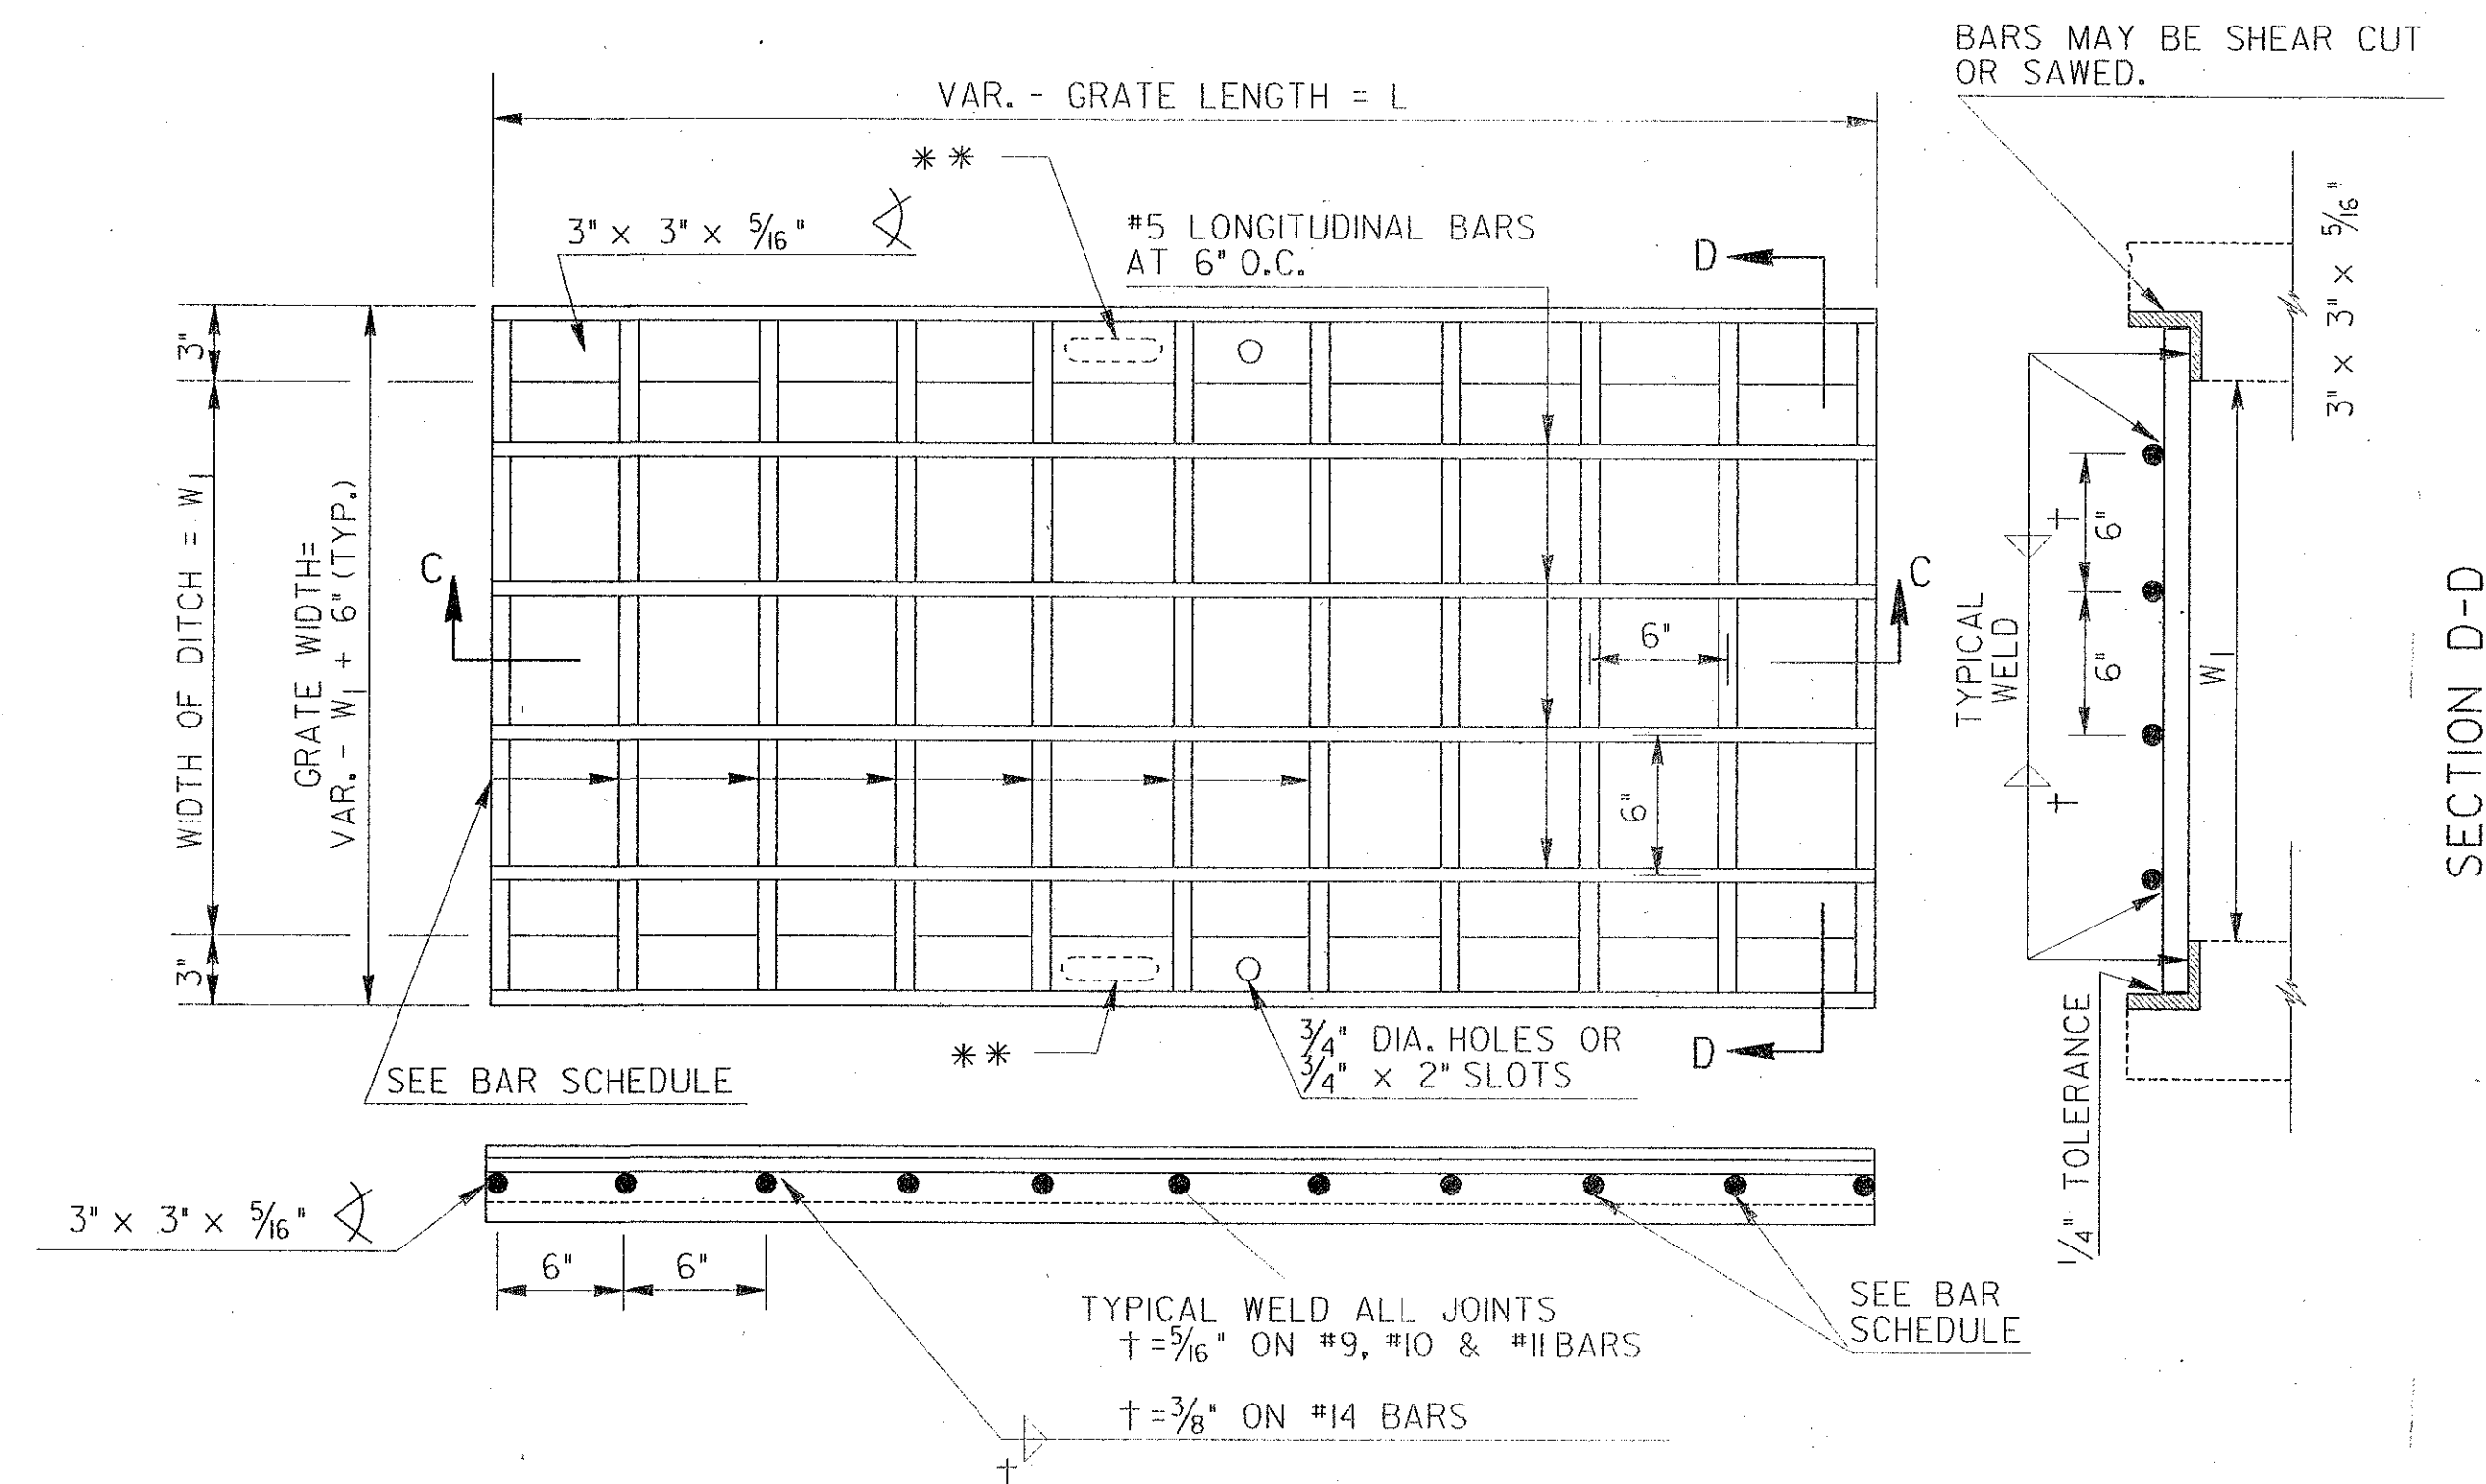 BARS MAY BE SHEAR CUT
OR SAWED.
VAR. - GRATE LENGTH = L
**
3" x 3" x 5/16"
#5 LONGITUDINAL BARS
AT 6" O.C.
D
3"
WIDTH OF DITCH = W1
3"
GRATE WIDTH=
VAR. - W1 + 6" (TYP.)
C
C
6"
6"
**
3/4" DIA. HOLES OR
3/4" x 2" SLOTS
D
SEE BAR SCHEDULE
3" x 3" x 5/16"
6"
6"
TYPICAL WELD ALL JOINTS
† =5/16" ON #9, #10 & #11 BARS
† =3/8" ON #14 BARS
†
SEE BAR
SCHEDULE
TYPICAL
WELD
†
†
6"
6"
W1
3" x 3" x 5/16"
1/4" TOLERANCE
SECTION D-D